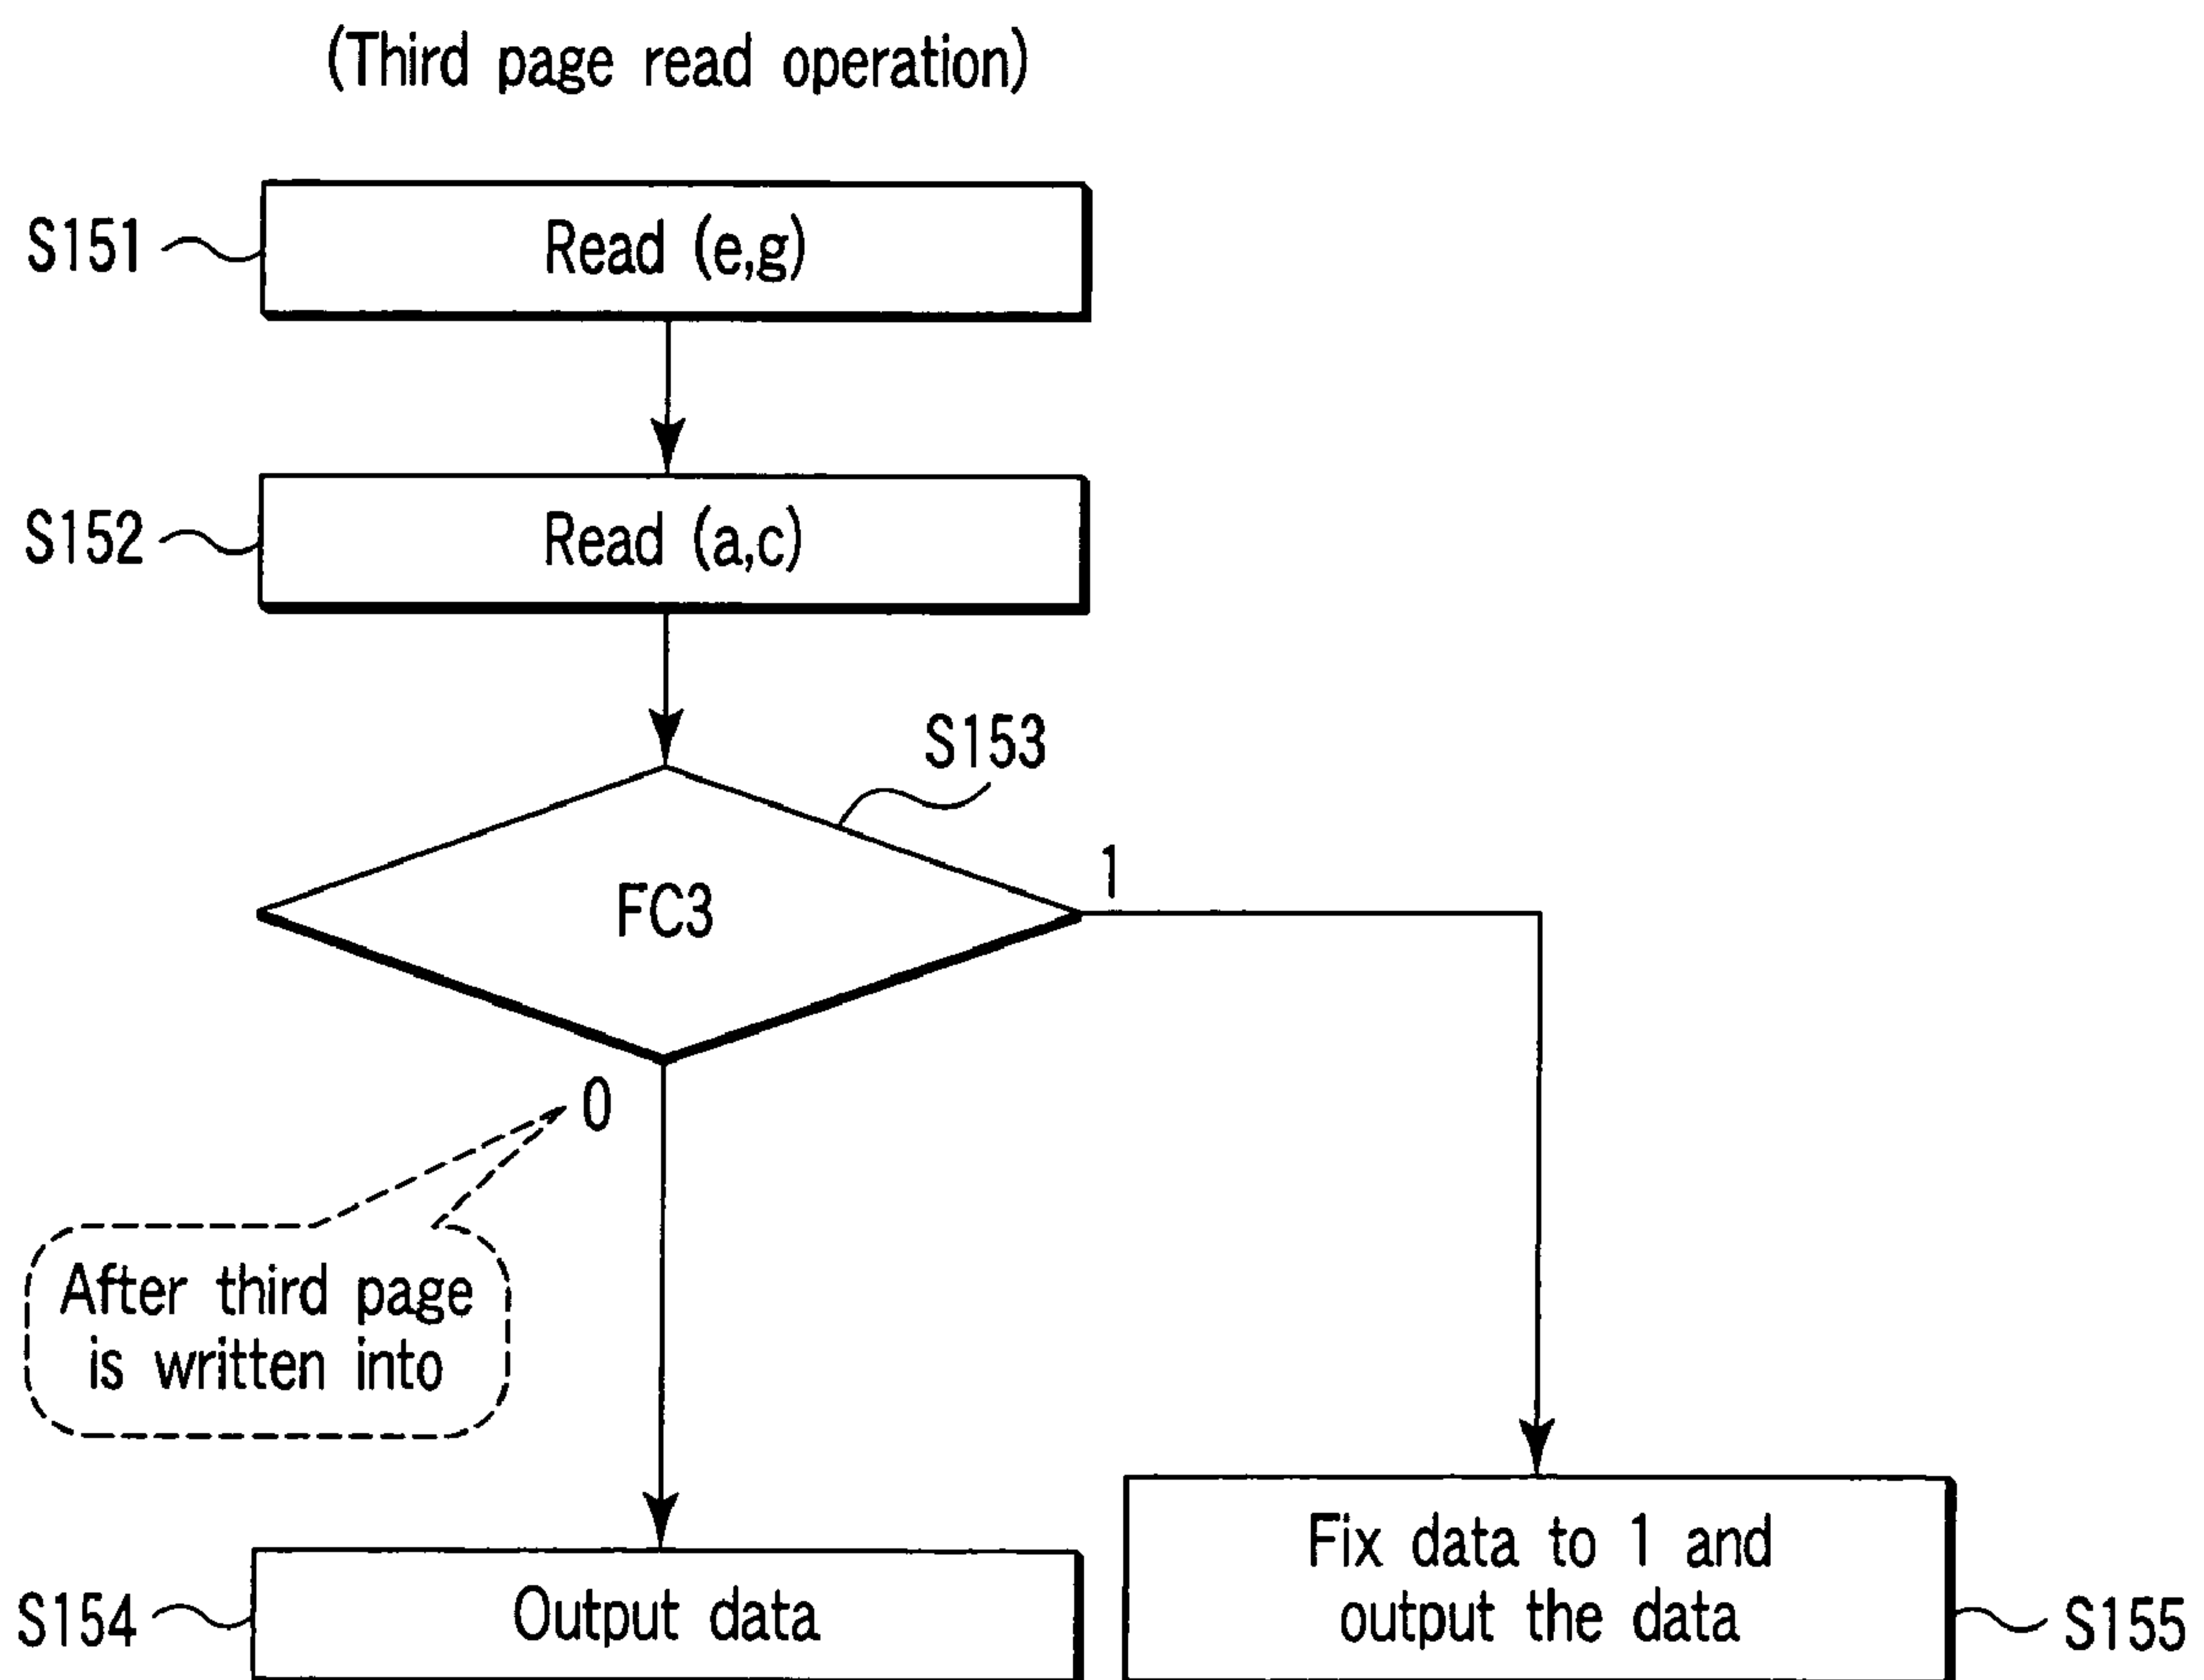 (Third page read operation)
S151
Read (e,g)
S152
Read (a,c)
S153
FC3
1
0
After third page
is written into
S154
Output data
Fix data to 1 and
output the data
S155